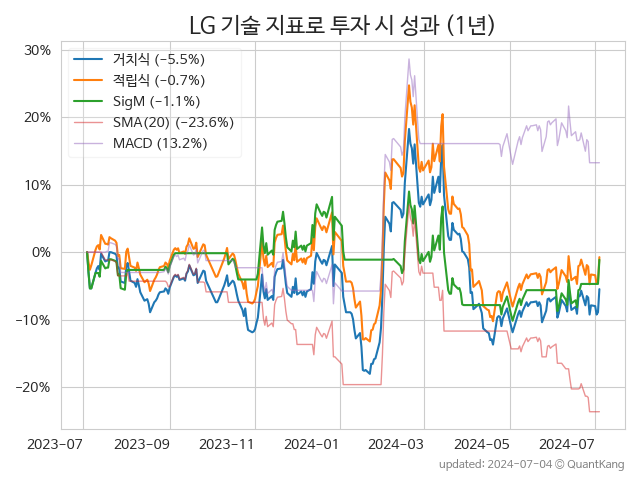 LG 기술 지표로 투자 시 성과 (1년)
거치식 (−5.5%)
적립식 (−0.7%)
SigM (−1.1%)
SMA(20) (−23.6%)
MACD (13.2%)
30%
20%
10%
0%
−10%
−20%
2023−07 2023−09 2023−11 2024−01 2024−03 2024−05 2024−07
updated: 2024-07-04 © QuantKang